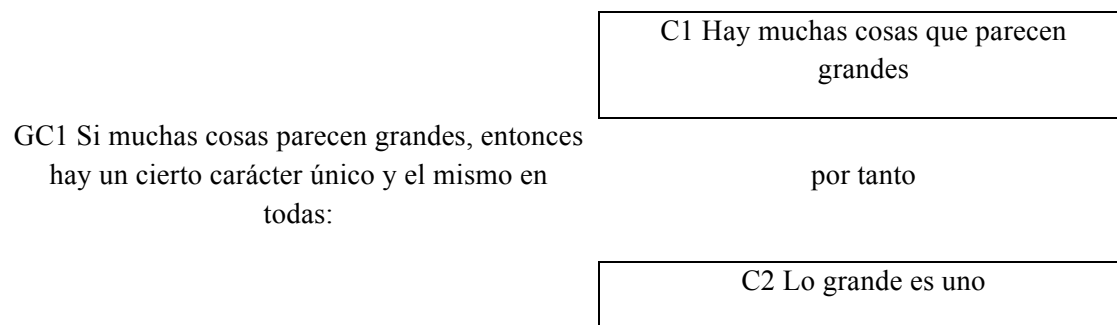 C1 Hay muchas cosas que parecen
grandes
GC1 Si muchas cosas parecen grandes, entonces
hay un cierto carácter único y el mismo en
todas:
por tanto
C2 Lo grande es uno